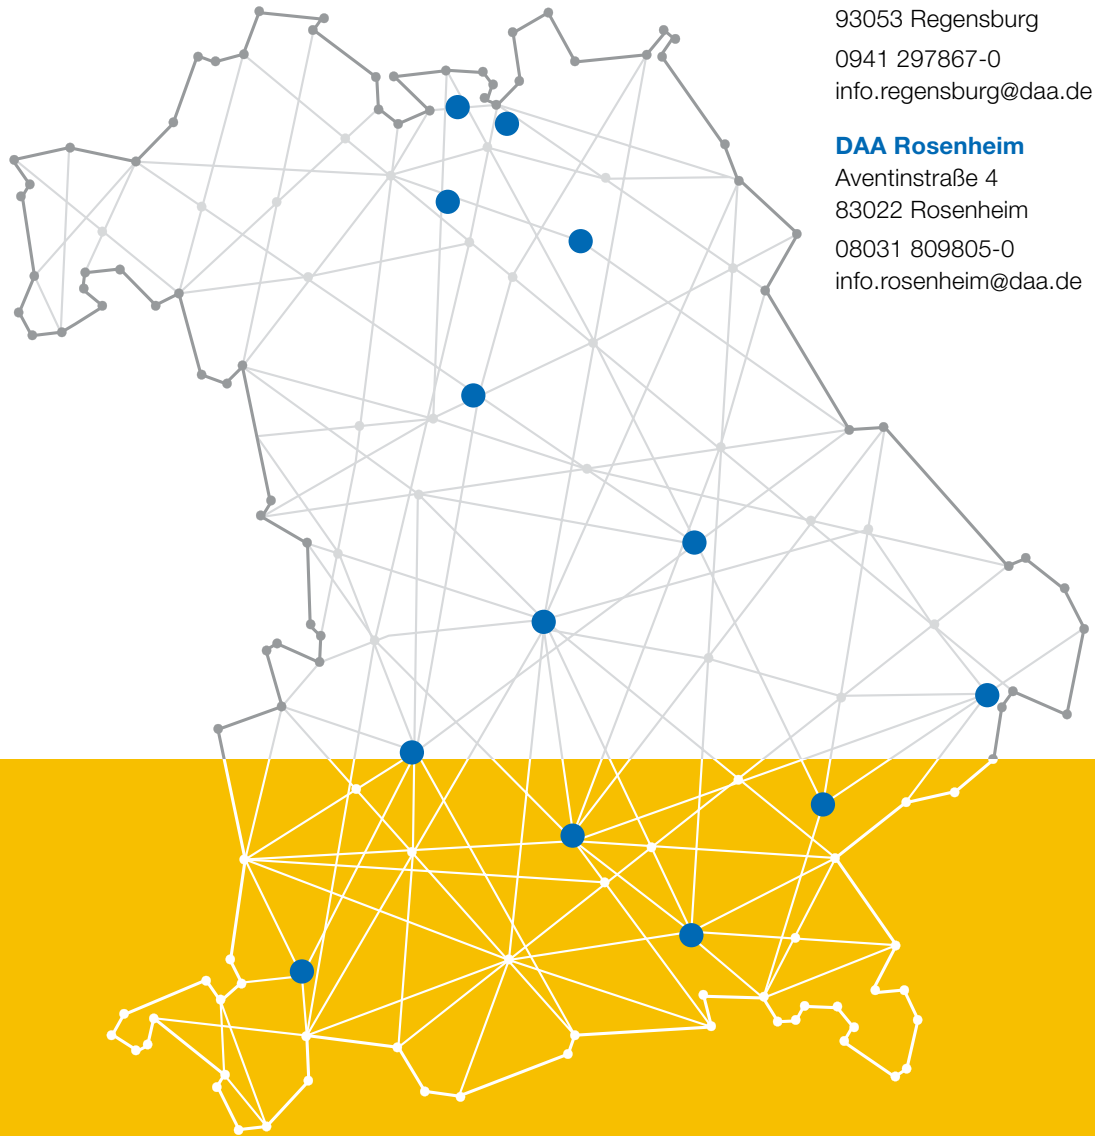 93053 Regensburg
0941 297867-0
info.regensburg@daa.de
DAA Rosenheim
Aventinstraße 4
83022 Rosenheim
08031 809805-0
info.rosenheim@daa.de